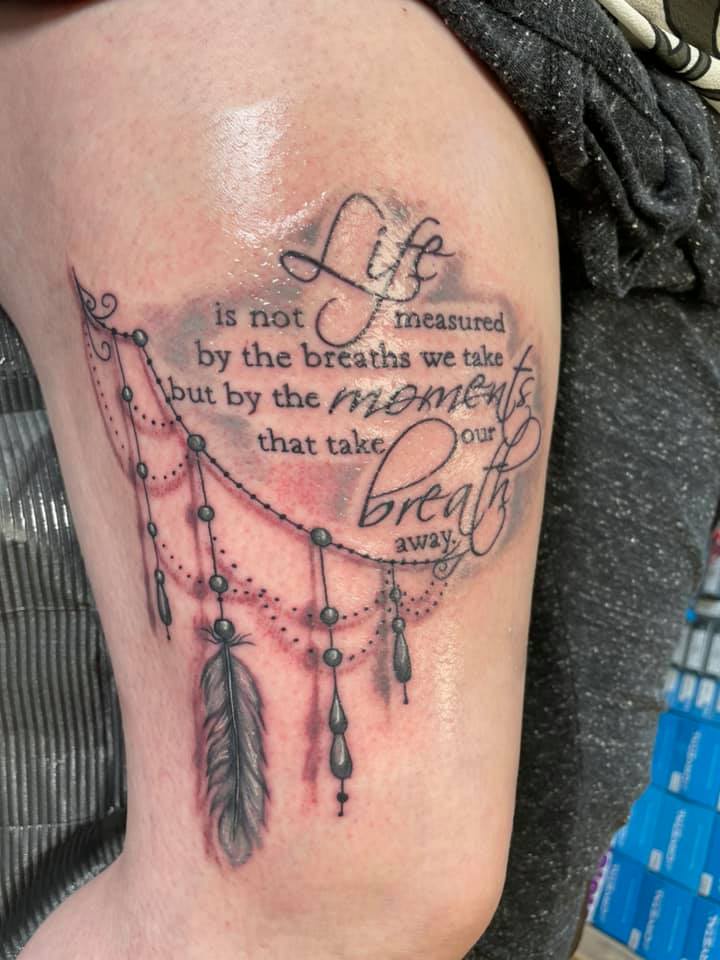 Life
is not measured
by the breaths we take
but by the moments
that take our
breath
away.